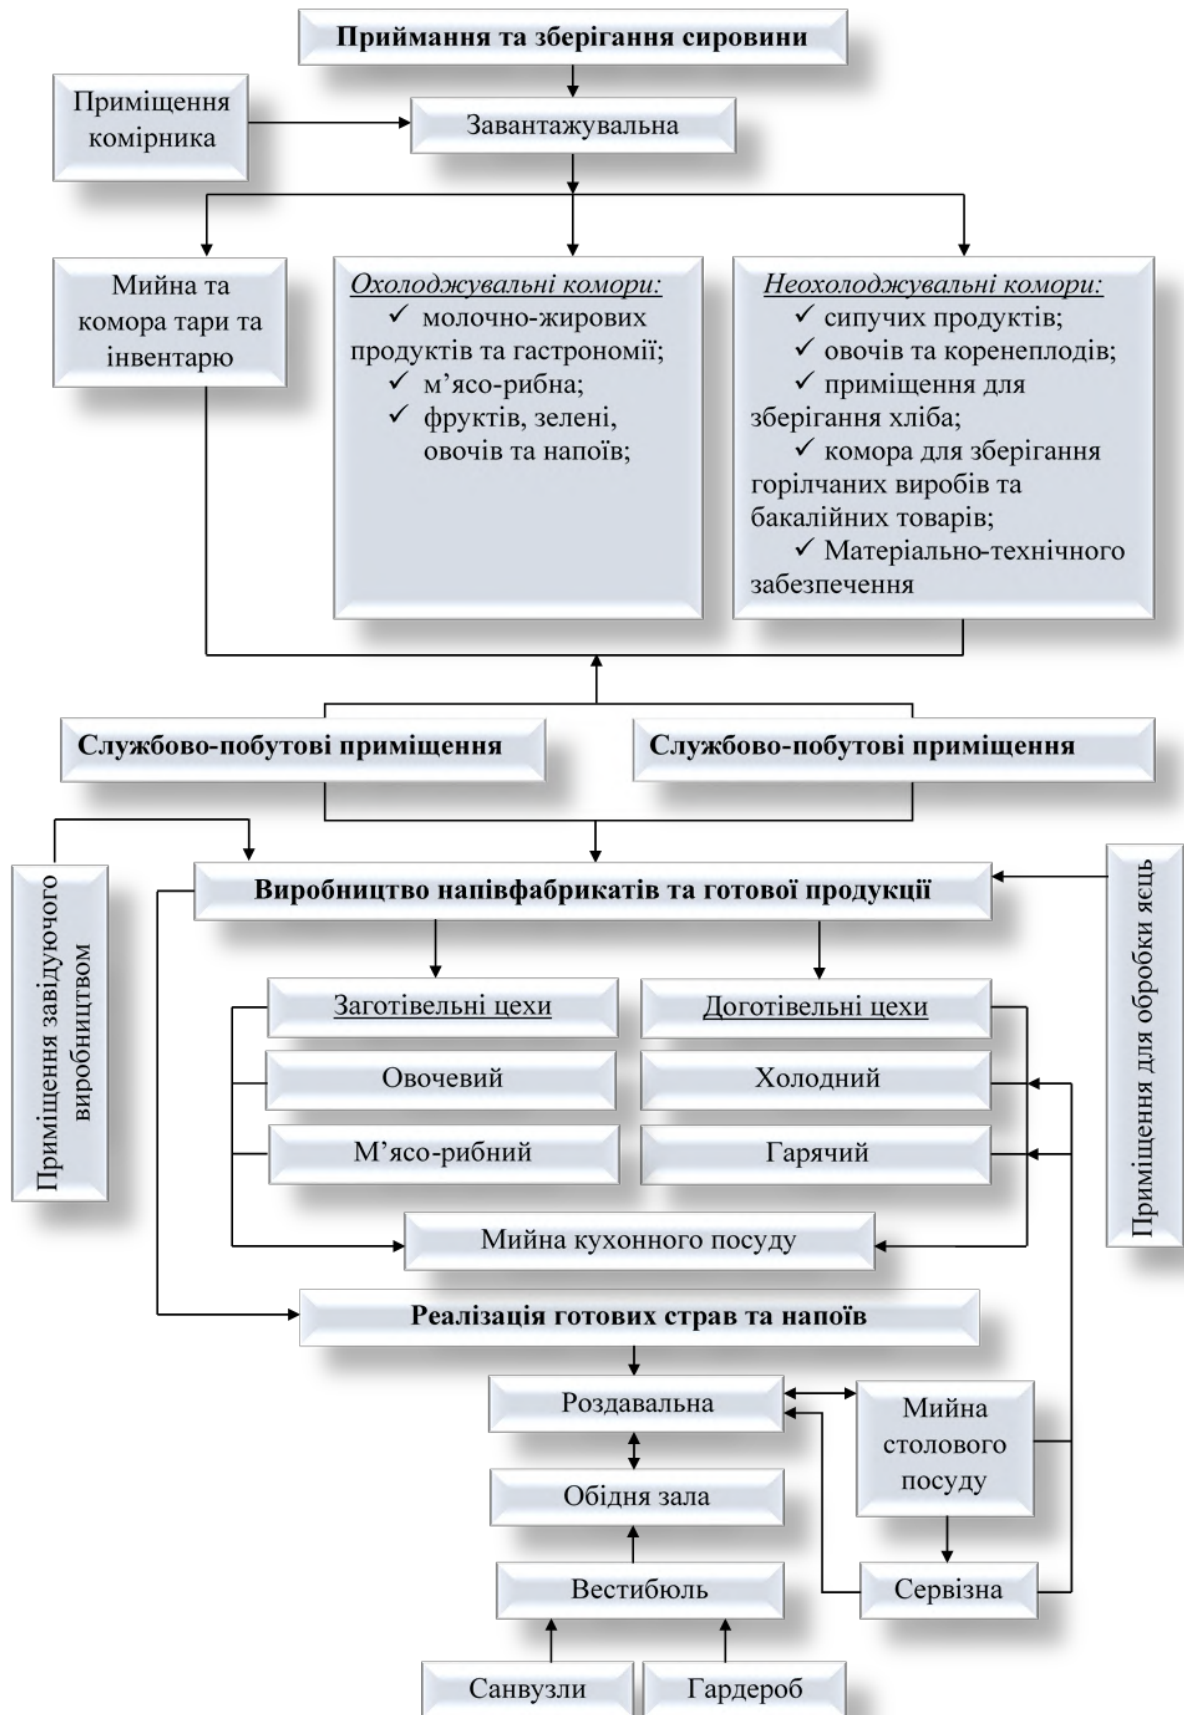 Приймання та зберігання сировини
Приміщення
комірника
Завантажувальна
Мийна та
комора тари та
інвентарю
Охолоджувальні комори:
✓ молочно-жирових
продуктів та гастрономії;
✓ м’ясо-рибна;
✓ фруктів, зелені,
овочів та напоїв;
Неохолоджувальні комори:
✓ сипучих продуктів;
✓ овочів та коренеплодів;
✓ приміщення для
зберігання хліба;
✓ комора для зберігання
горілчаних виробів та
бакалійних товарів;
✓ Матеріально-технічного
забезпечення
Службово-побутові приміщення
Службово-побутові приміщення
Приміщення завідуючого
виробництвом
Виробництво напівфабрикатів та готової продукції
Приміщення для обробки яєць
Заготівельні цехи
Доготівельні цехи
Овочевий
Холодний
М’ясо-рибний
Гарячий
Мийна кухонного посуду
Реалізація готових страв та напоїв
Роздавальна
Мийна
столового
посуду
Обідня зала
Вестибюль
Сервізна
Санвузли
Гардероб